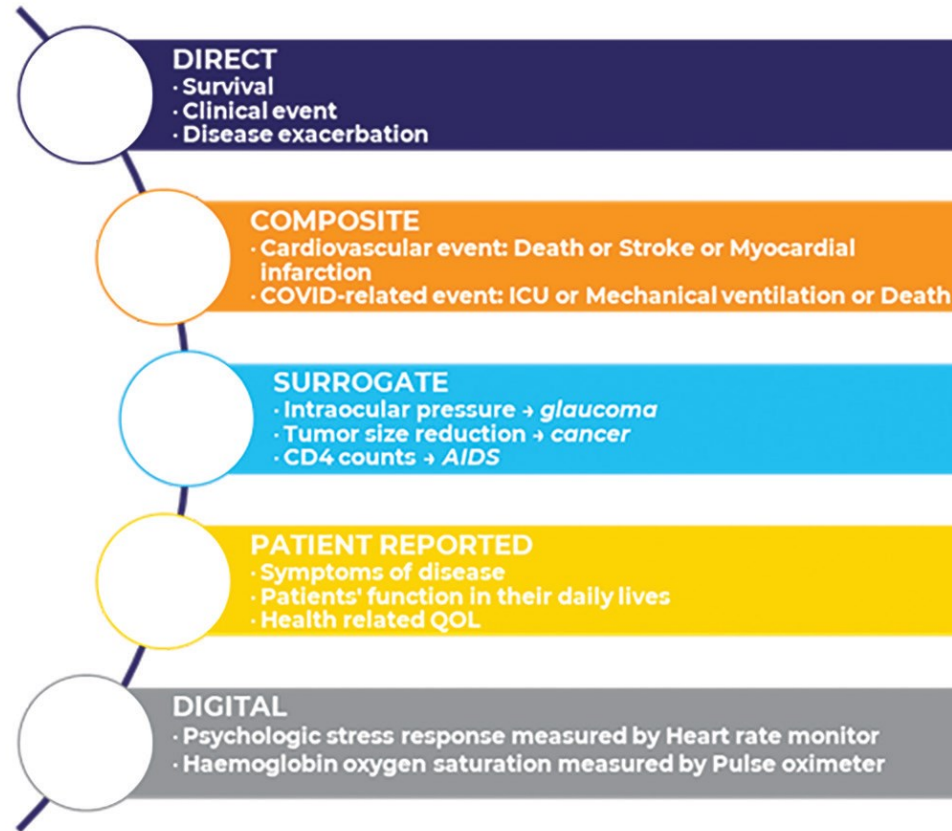 DIRECT
· Survival
· Clinical event
· Disease exacerbation
COMPOSITE
· Cardiovascular event: Death or Stroke or Myocardial
infarction
· COVID-related event: ICU or Mechanical ventilation or Death
SURROGATE
· Intraocular pressure → glaucoma
· Tumor size reduction → cancer
· CD4 counts → AIDS
PATIENT REPORTED
· Symptoms of disease
· Patients' function in their daily lives
· Health related QOL
DIGITAL
· Psychologic stress response measured by Heart rate monitor
· Haemoglobin oxygen saturation measured by Pulse oximeter